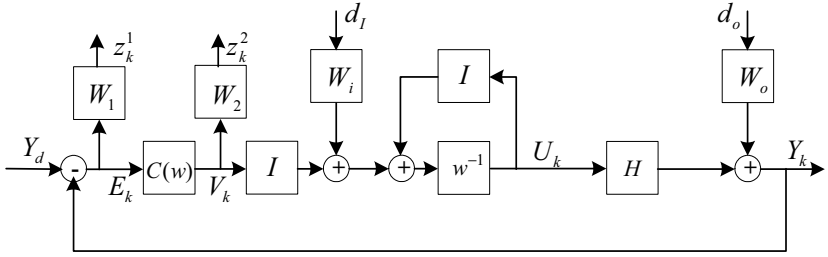 z_k^1
z_k^2
d_I
d_o
W_1
W_2
W_i
I
W_o
Y_d
-
E_k
C(w)
V_k
I
+
+
w^{-1}
U_k
H
+
Y_k